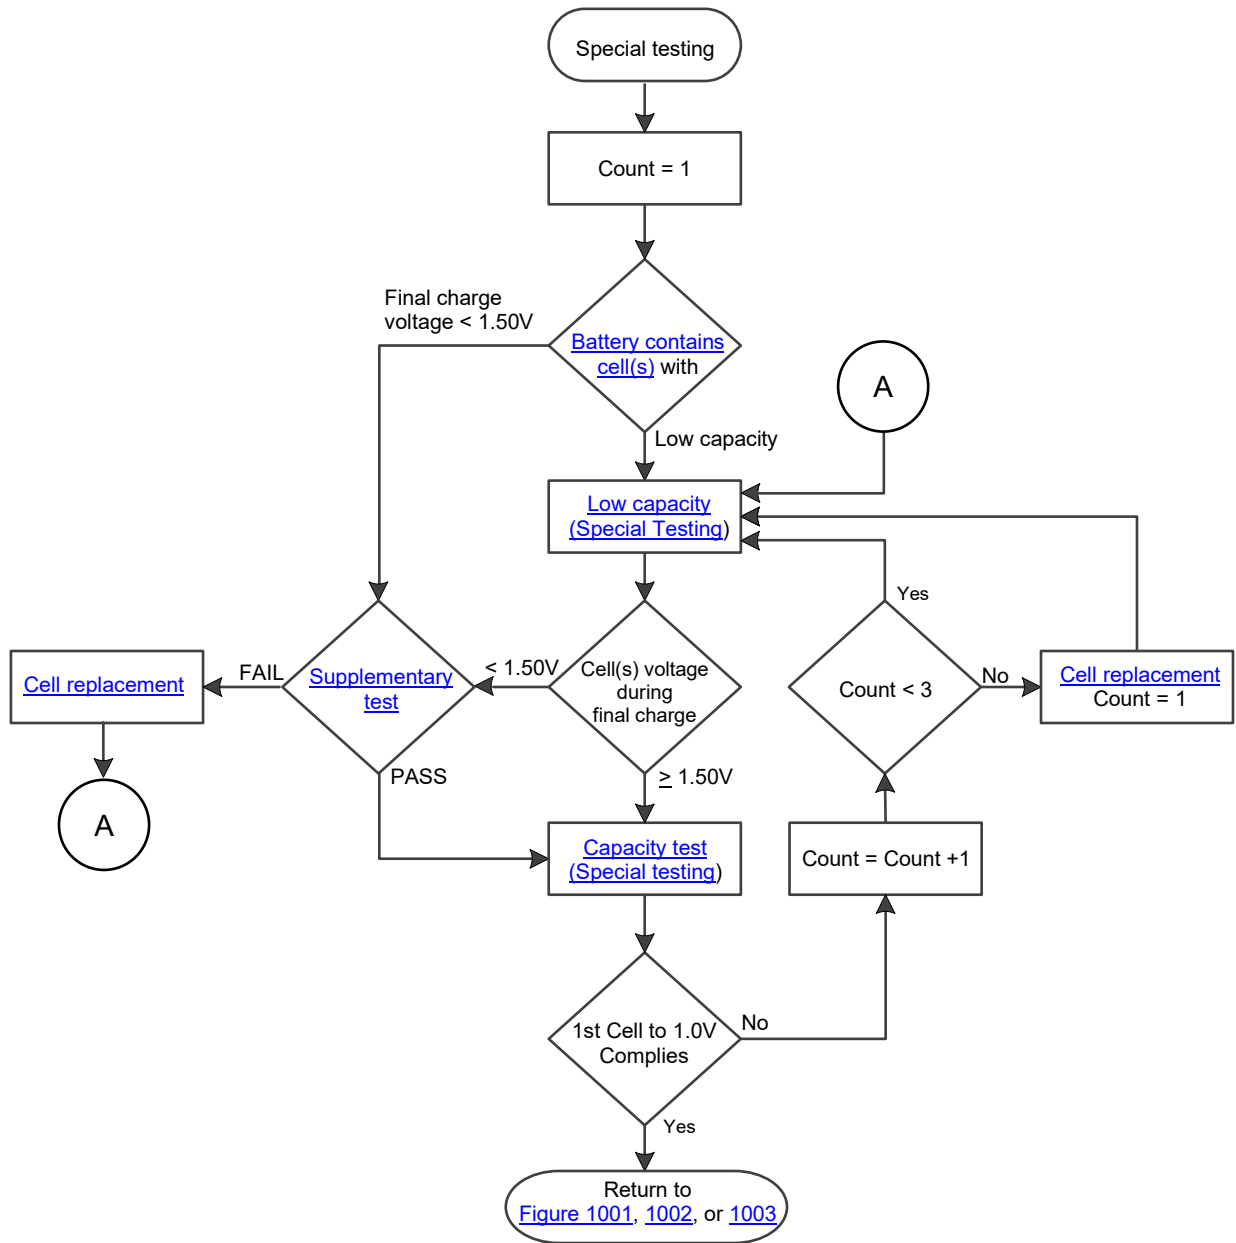 Special testing
Count = 1
Final charge
voltage < 1.50V
Battery contains
cell(s) with
A
Low capacity
Low capacity
(Special Testing)
Yes
Cell replacement
FAIL
Supplementary
test
< 1.50V
Cell(s) voltage
during
final charge
Count < 3
No
Cell replacement
Count = 1
PASS
≥ 1.50V
A
Capacity test
(Special testing)
Count = Count +1
1st Cell to 1.0V
Complies
No
Yes
Return to
Figure 1001, 1002, or 1003